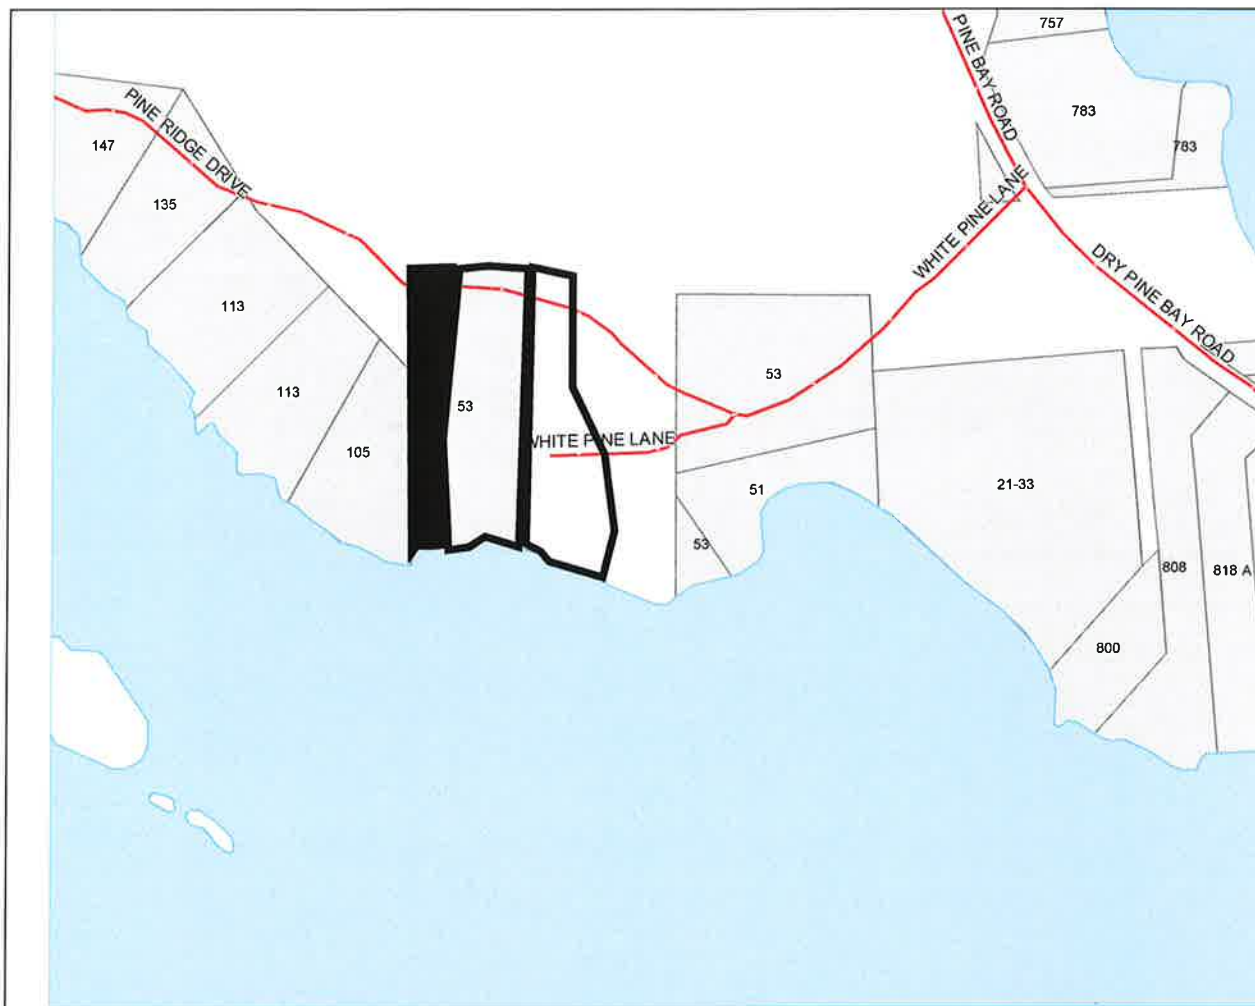 757
PINE BAY ROAD
783
783
PINE RIDGE DRIVE
147
135
WHITE PINE LANE
DRY PINE BAY ROAD
113
53
113
53
WHITE PINE LANE
105
51
21-33
53
808
818 A
800